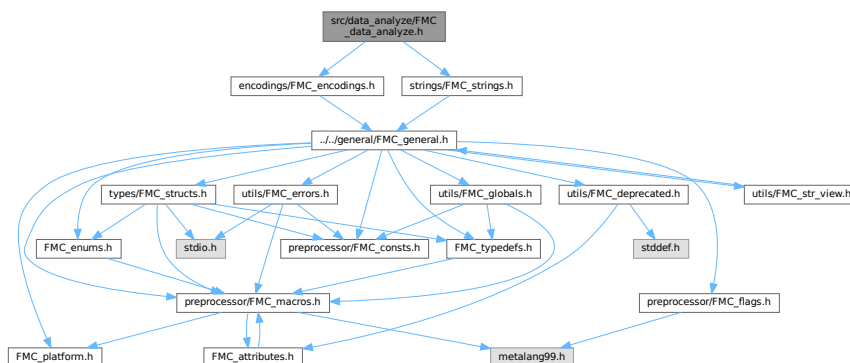 src/data_analyze/FMC
_data_analyze.h
encodings/FMC_encodings.h
strings/FMC_strings.h
../../general/FMC_general.h
types/FMC_structs.h
utils/FMC_errors.h
utils/FMC_globals.h
utils/FMC_deprecated.h
utils/FMC_str_view.h
FMC_enums.h
stdio.h
preprocessor/FMC_consts.h
FMC_typedefs.h
stddef.h
preprocessor/FMC_macros.h
preprocessor/FMC_flags.h
FMC_platform.h
FMC_attributes.h
metalang99.h